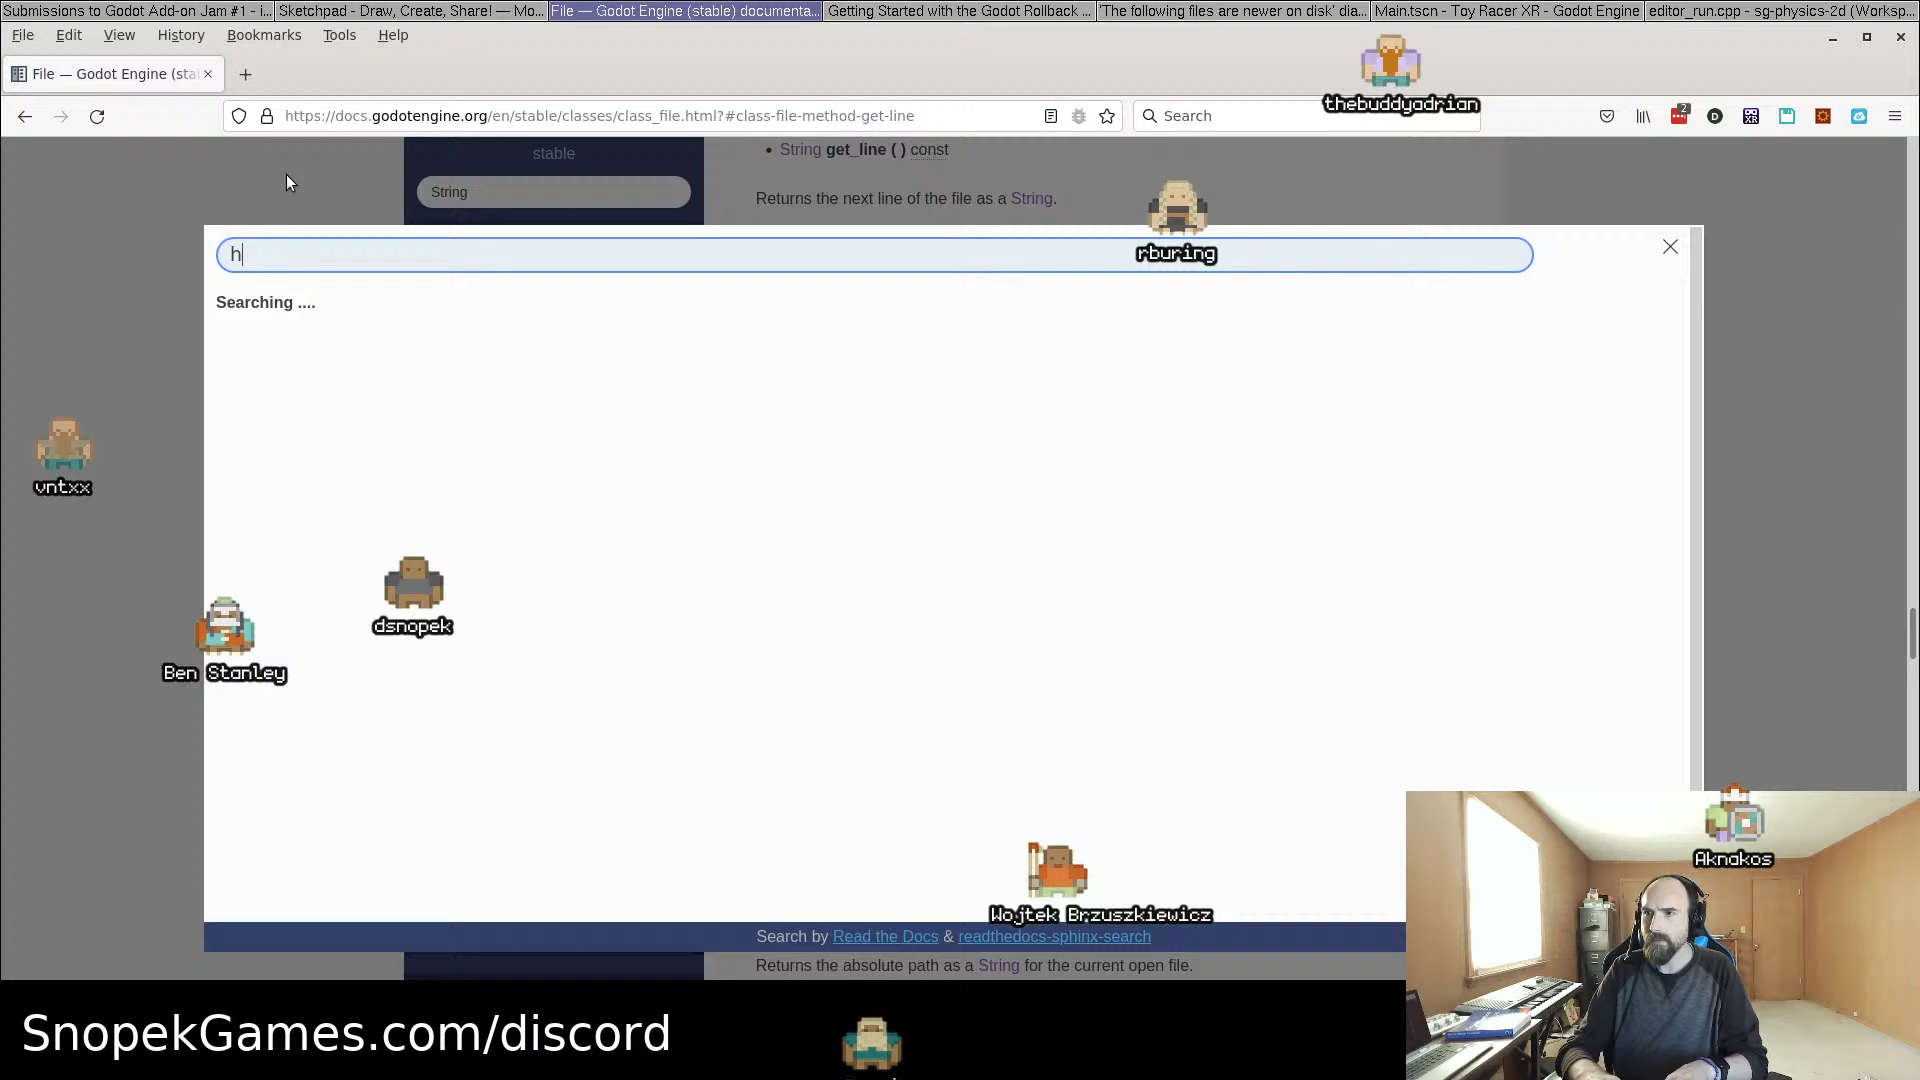 Submissions to Godot Add-on Jam #1 - i...
Sketchpad - Draw, Create, Share! — Mo...
File — Godot Engine (stable) documenta...
Getting Started with the Godot Rollback ...
'The following files are newer on disk' dia...
Main.tscn - Toy Racer XR - Godot Engine
editor_run.cpp - sg-physics-2d (Worksp...
File Edit View History Bookmarks Tools Help
File — Godot Engine (sta
thebuddyadrian
https://docs.godotengine.org/en/stable/classes/class_file.html?#class-file-method-get-line
Search
2
D
XR
stable
String get_line ( ) const
String
Returns the next line of the file as a String.
rburing
h
Searching ....
vntxx
dsnopek
Ben Stanley
Aknakos
Wojtek Brzuszkiewicz
Search by Read the Docs & readthedocs-sphinx-search
Returns the absolute path as a String for the current open file.
SnopekGames.com/discord